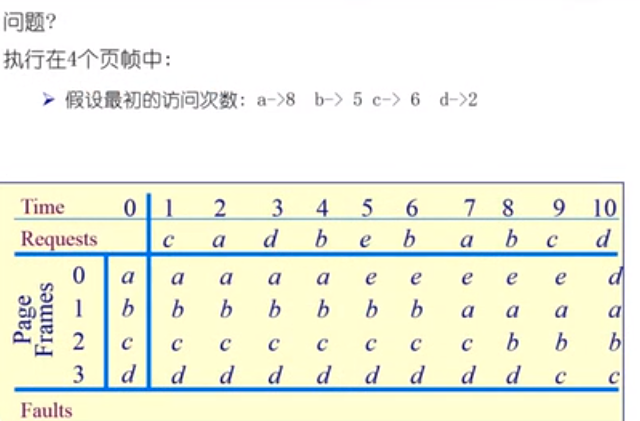 问题?
执行在4个页帧中:
➢ 假设最初的访问次数: a->8 b-> 5 c-> 6 d->2
Time 0 1 2 3 4 5 6 7 8 9 10
Requests c a d b e b a b c d
Page Frames
0 a a a a a e e e e e d
1 b b b b b b b a a a a
2 c c c c c c c c b b b
3 d d d d d d d d d c c
Faults